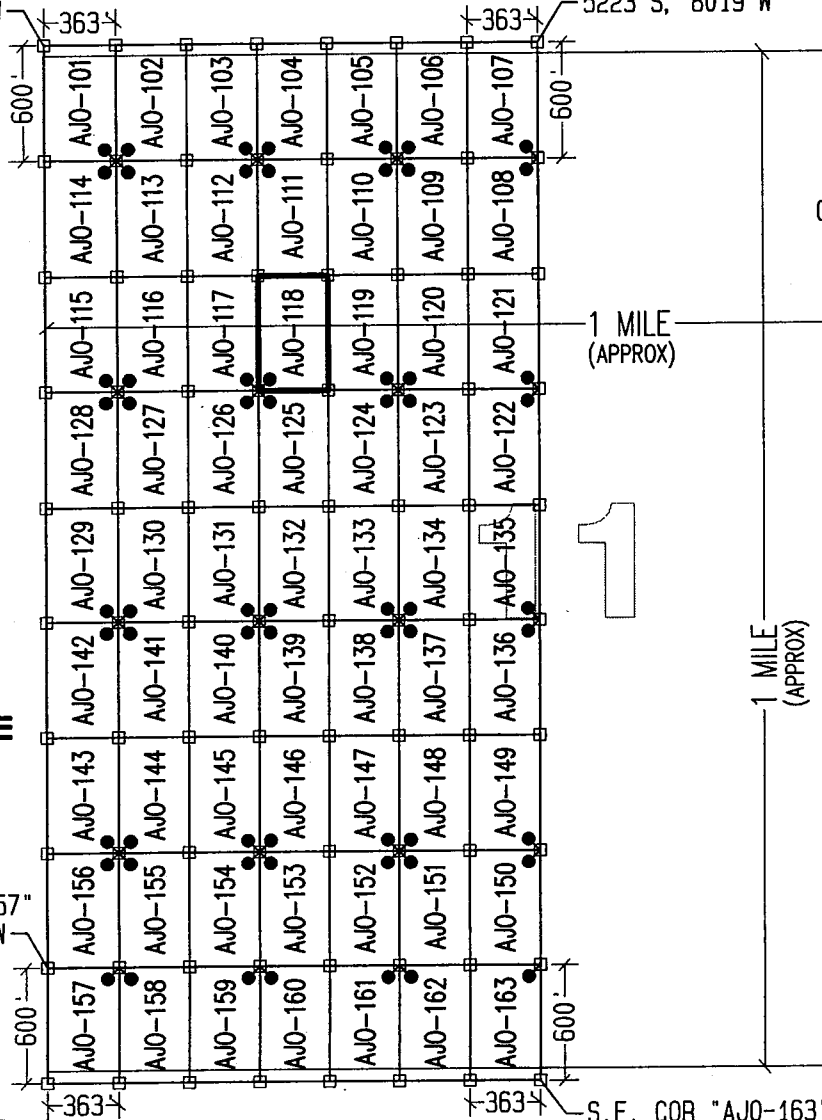 363'
363'
5223 S, 6019 W
600'
AJO-101
AJO-102
AJO-103
AJO-104
AJO-105
AJO-106
AJO-107
600'
AJO-114
AJO-113
AJO-112
AJO-111
AJO-110
AJO-109
AJO-108
AJO-115
AJO-116
AJO-117
AJO-118
AJO-119
AJO-120
AJO-121
1 MILE
(APPROX)
AJO-128
AJO-127
AJO-126
AJO-125
AJO-124
AJO-123
AJO-122
AJO-129
AJO-130
AJO-131
AJO-132
AJO-133
AJO-134
AJO-135
1
1
AJO-142
AJO-141
AJO-140
AJO-139
AJO-138
AJO-137
AJO-136
1 MILE
(APPROX)
AJO-143
AJO-144
AJO-145
AJO-146
AJO-147
AJO-148
AJO-149
AJO-156
AJO-155
AJO-154
AJO-153
AJO-152
AJO-151
AJO-150
57"
W
600'
AJO-157
AJO-158
AJO-159
AJO-160
AJO-161
AJO-162
AJO-163
600'
363'
363'
S.E. COR "AJO-163"